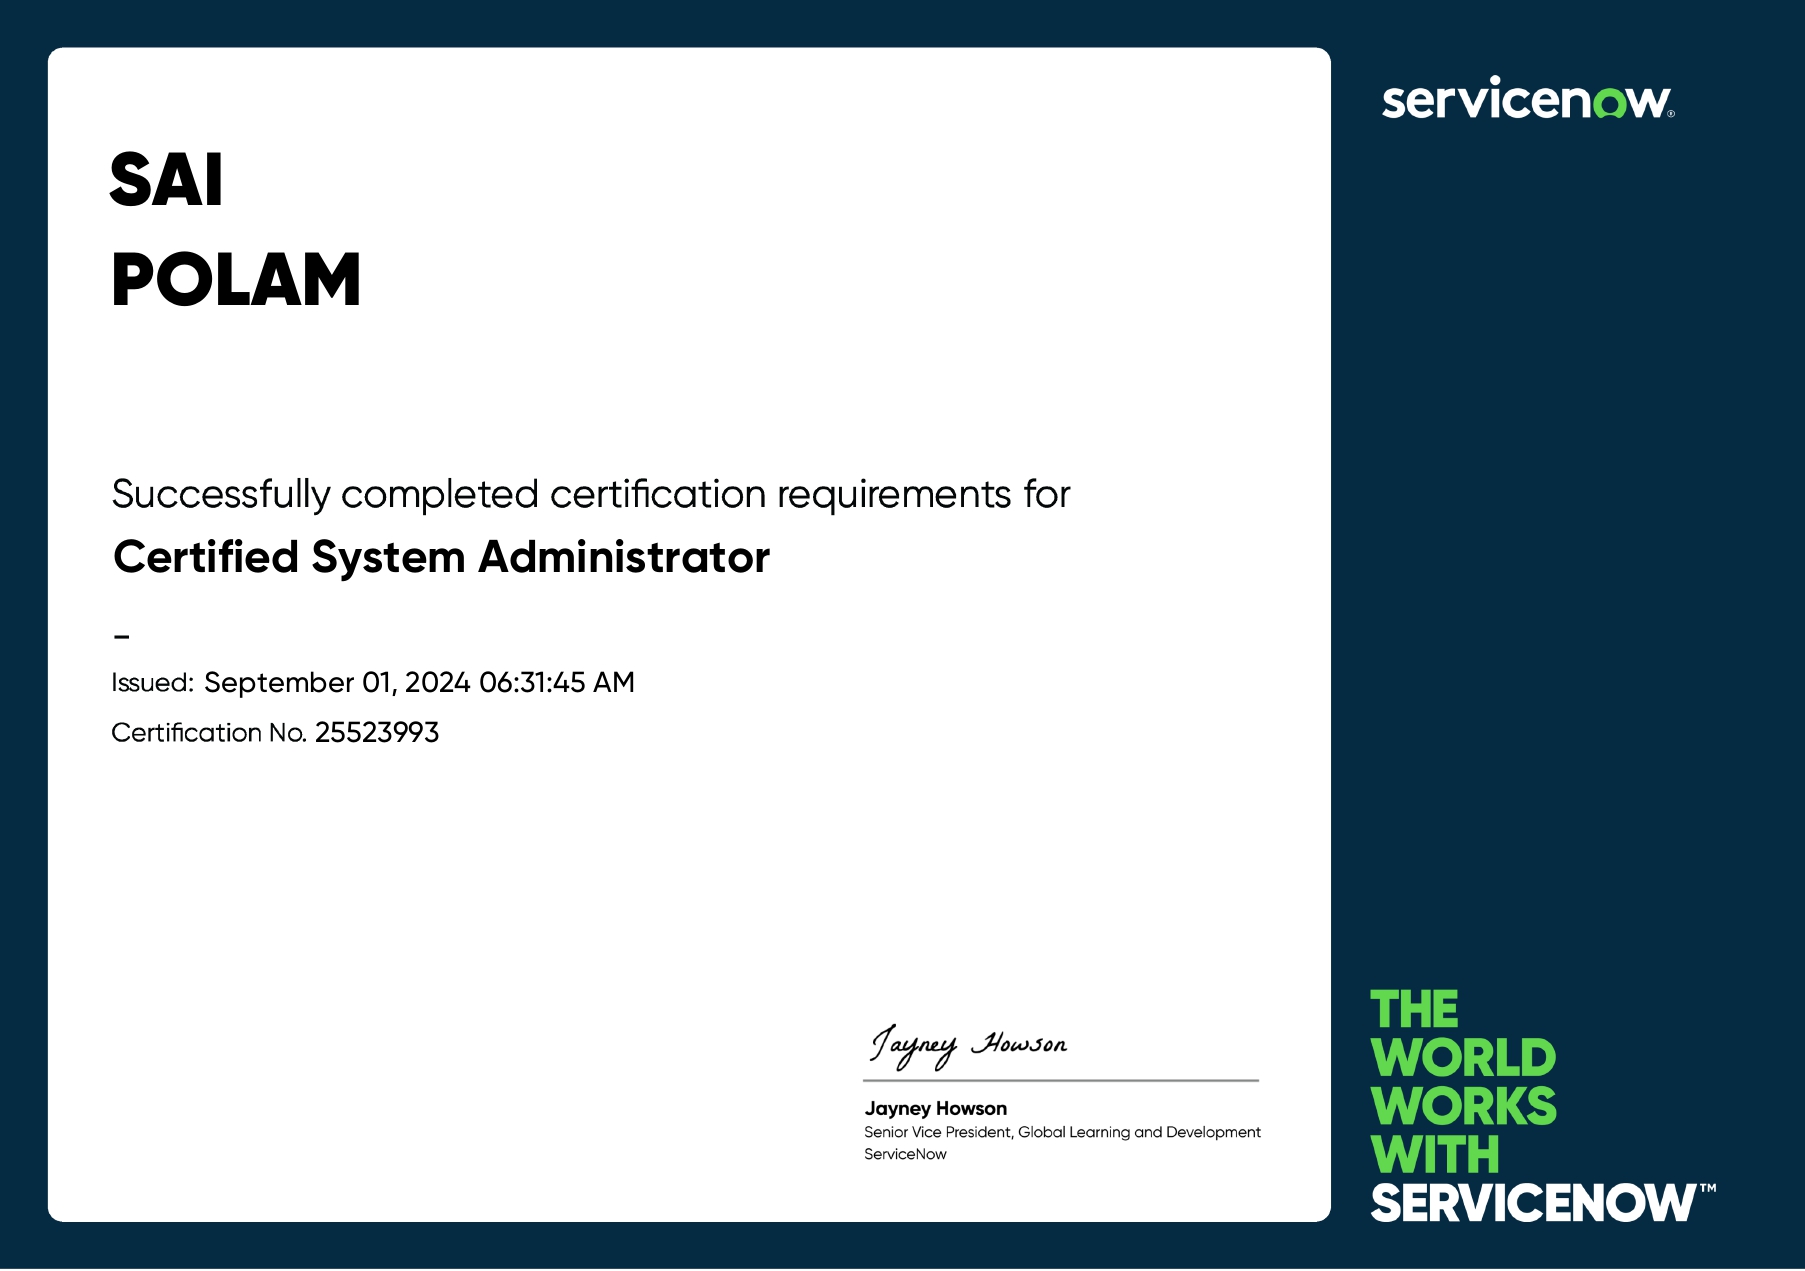 servicenow®
SAI
POLAM
Successfully completed certification requirements for
Certified System Administrator
–
Issued: September 01, 2024 06:31:45 AM
Certification No. 25523993
Jayney Howson
Jayney Howson
Senior Vice President, Global Learning and Development
ServiceNow
THE
WORLD
WORKS
WITH
SERVICENOW™